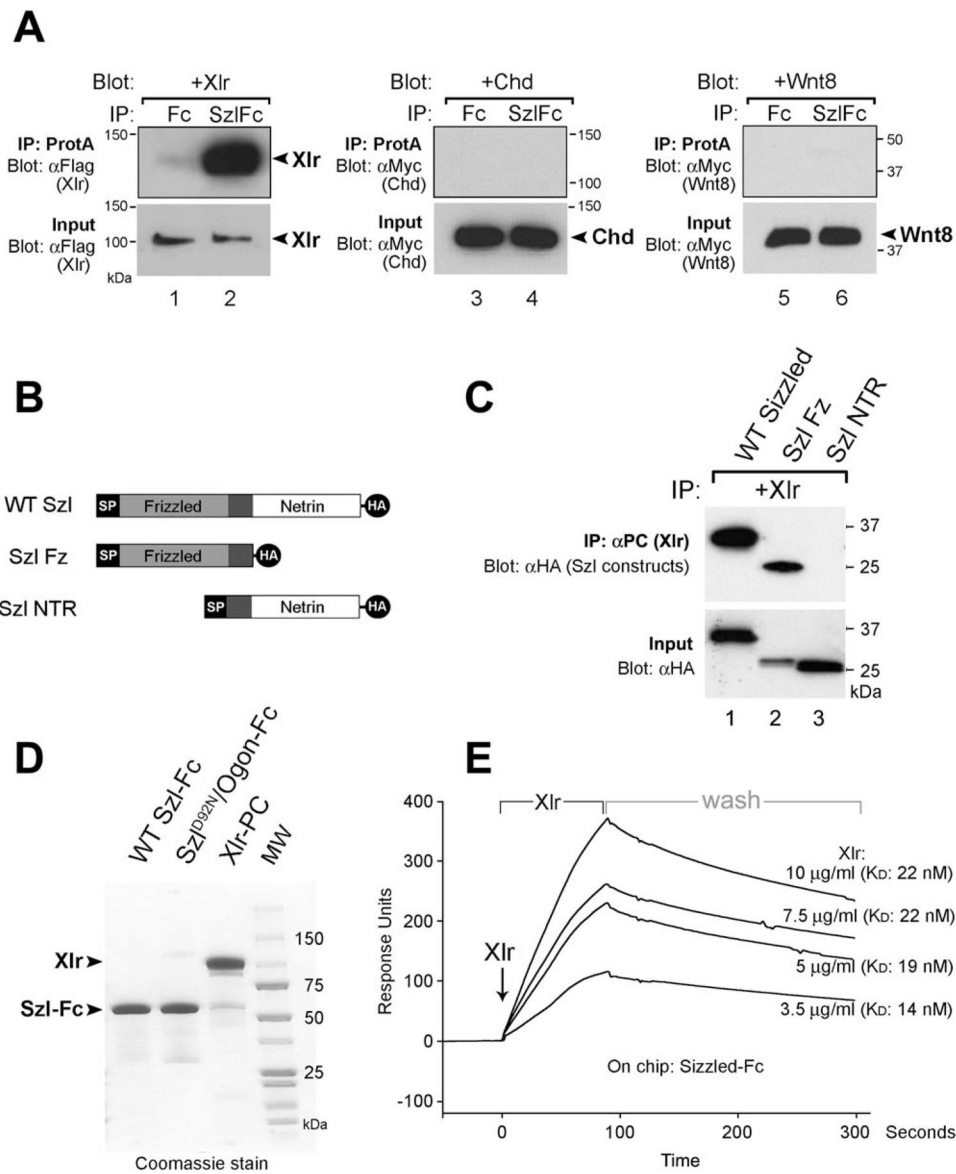 A
Blot: +Xlr
IP: Fc SzlFc
IP: ProtA
Blot: αFlag
(Xlr)
150
Xlr
Input
Blot: αFlag
(Xlr)
150
100
kDa
Xlr
1 2
Blot: +Chd
IP: Fc SzlFc
IP: ProtA
Blot: αMyc
(Chd)
150
100
Input
Blot: αMyc
(Chd)
150
Chd
3 4
Blot: +Wnt8
IP: Fc SzlFc
IP: ProtA
Blot: αMyc
(Wnt8)
50
37
Input
Blot: αMyc
(Wnt8)
Wnt8
37
5 6
B
WT Szl SP Frizzled Netrin HA
Szl Fz SP Frizzled HA
Szl NTR SP Netrin HA
C
WT Sizzled
Szl Fz
Szl NTR
IP: +Xlr
IP: αPC (Xlr)
Blot: αHA (Szl constructs)
37
25
Input
Blot: αHA
37
25
kDa
1 2 3
D
WT Szl-Fc
Szl^D92N/Ogon-Fc
Xlr-PC
MW
Xlr
Szl-Fc
150
75
50
25
kDa
Coomassie stain
E
Response Units
400
300
200
100
0
-100
Xlr
wash
Xlr
Xlr:
10 µg/ml (KD: 22 nM)
7.5 µg/ml (KD: 22 nM)
5 µg/ml (KD: 19 nM)
3.5 µg/ml (KD: 14 nM)
On chip: Sizzled-Fc
0 100 200 300 Seconds
Time